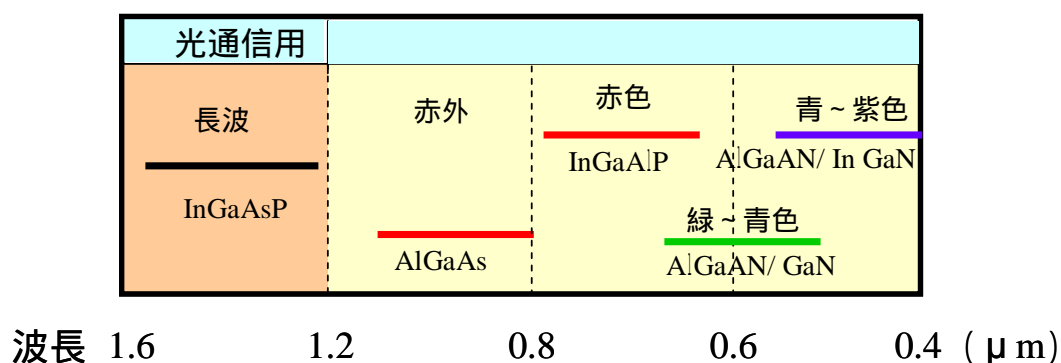 光通信用
長波
赤外
赤色
青~紫色
InGaAlP
AlGaAN/ In GaN
InGaAsP
緑~青色
AlGaAs
AlGaAN/ GaN
波長 1.6 1.2 0.8 0.6 0.4 (μm)